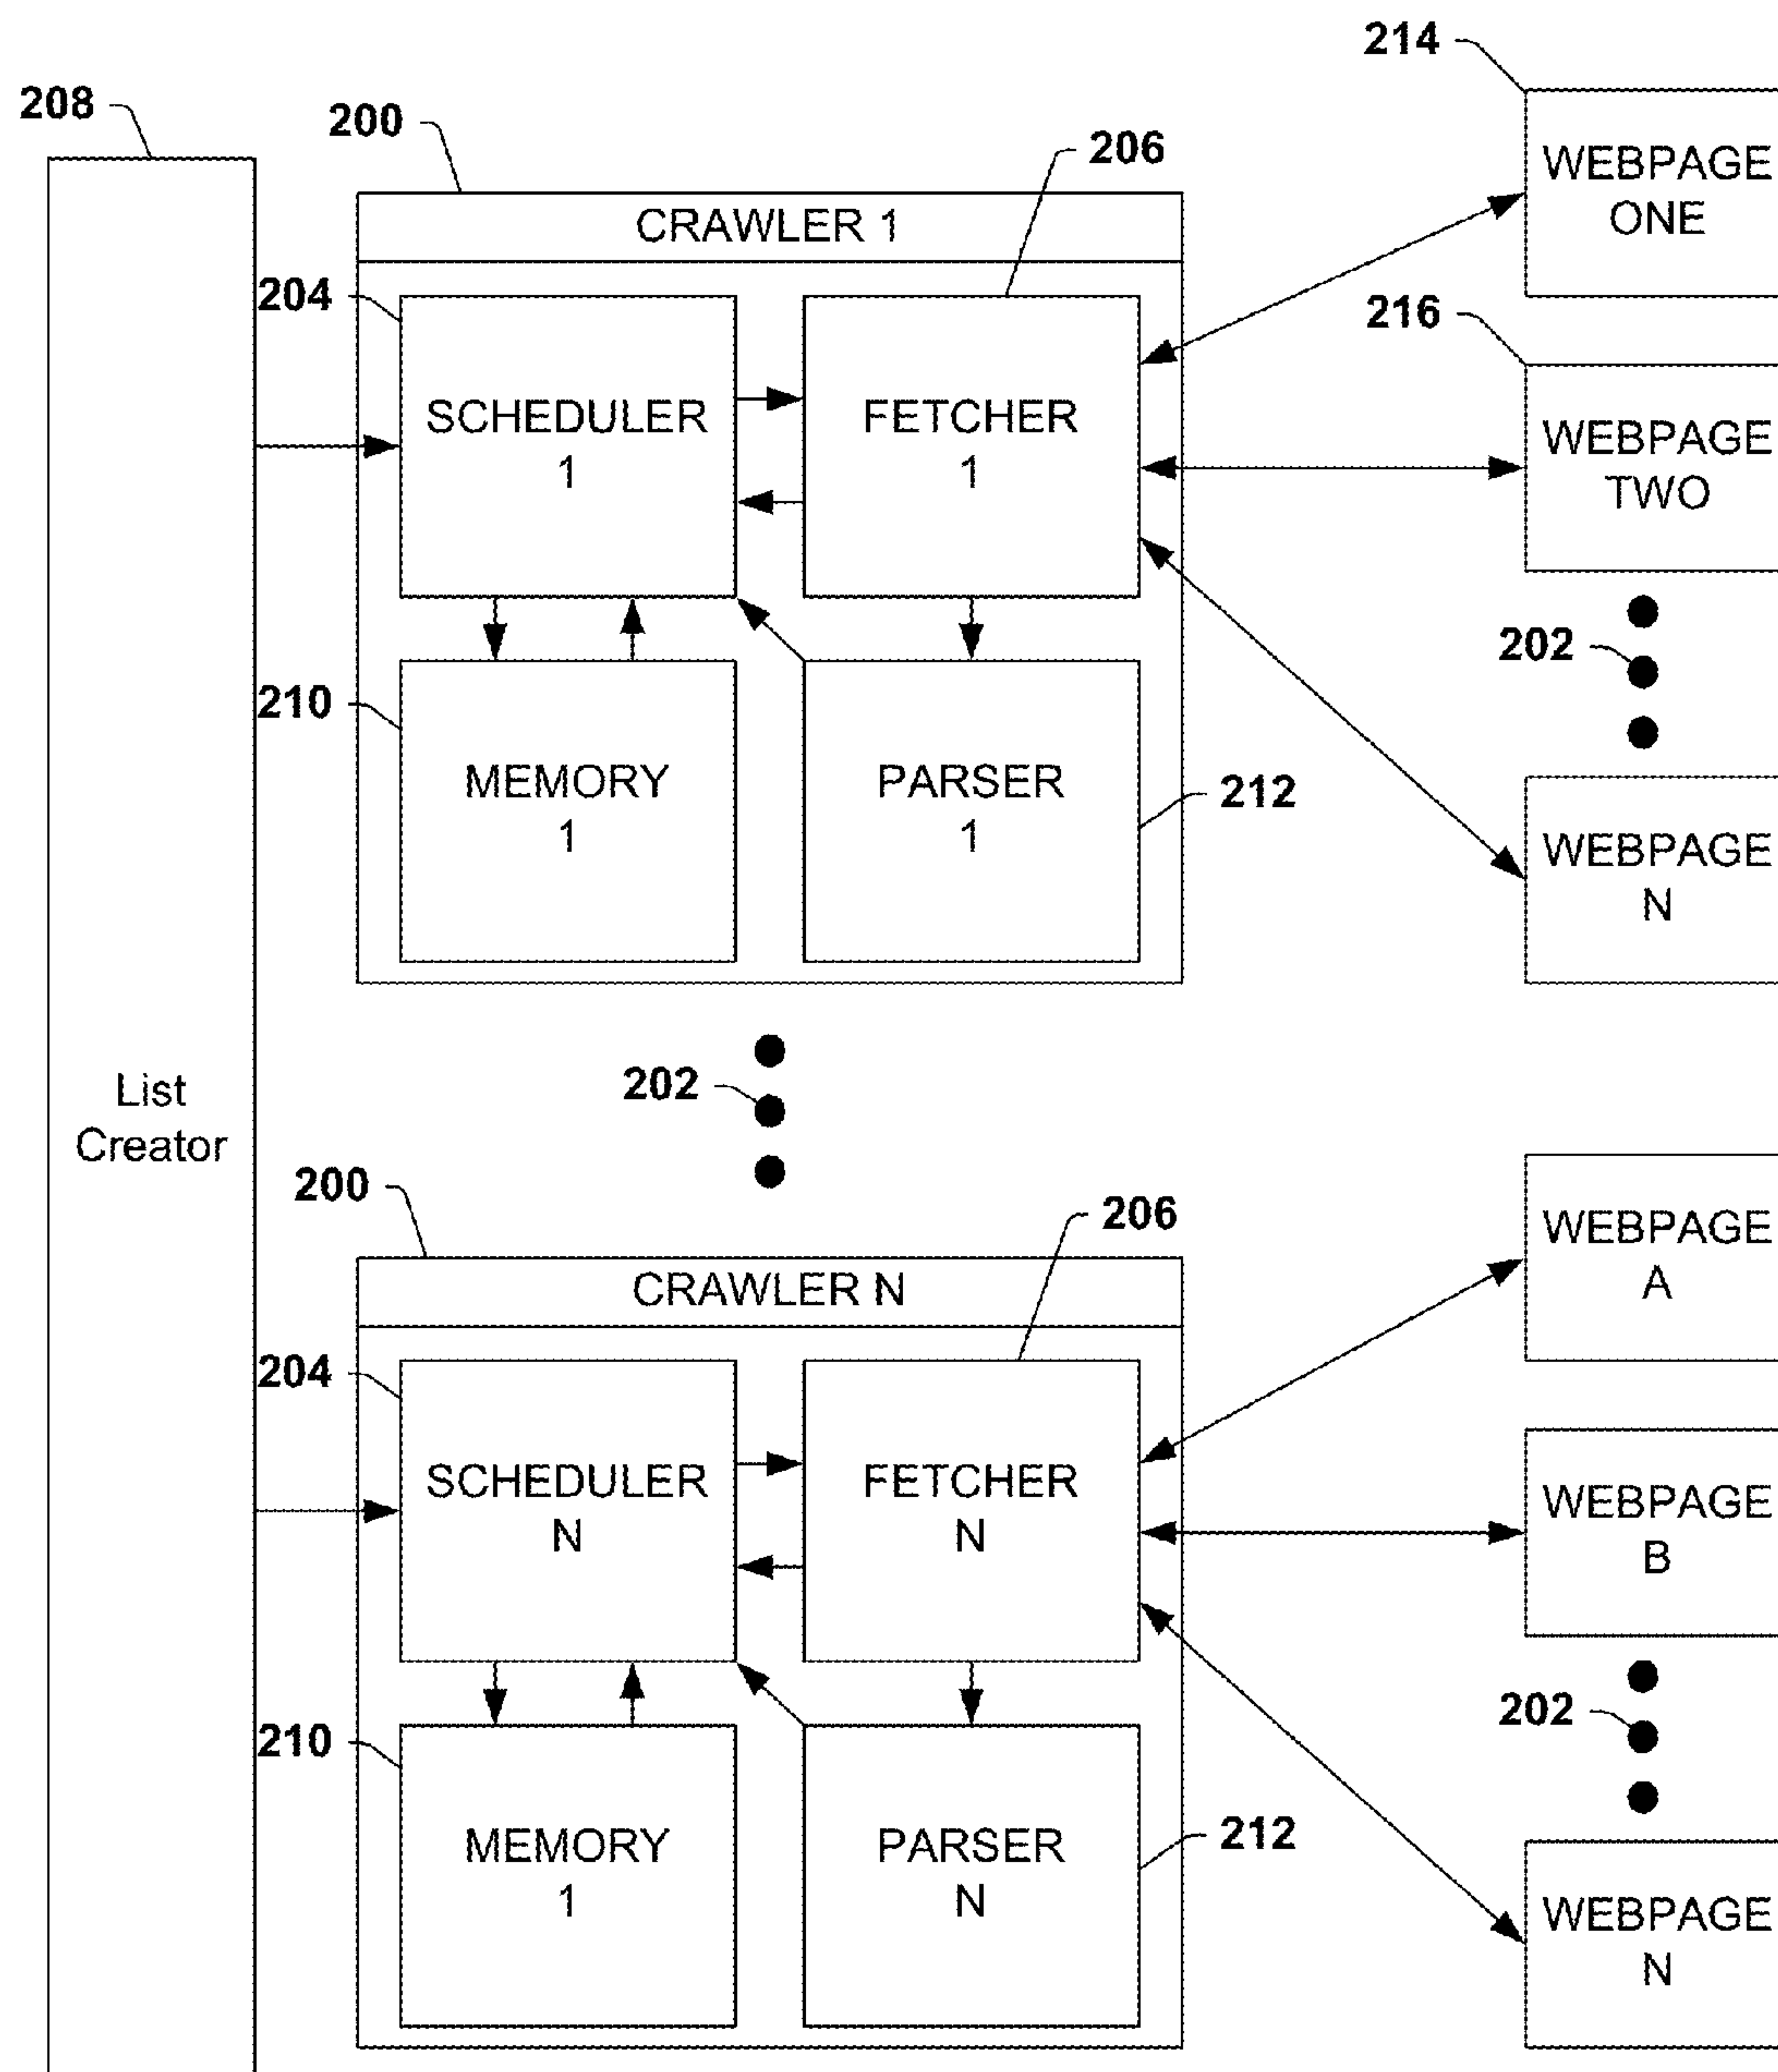 214
208
200
206
WEBPAGE
ONE
CRAWLER 1
204
216
SCHEDULER
1
FETCHER
1
WEBPAGE
TWO
202
210
MEMORY
1
PARSER
1
212
WEBPAGE
N
List
Creator
202
200
206
WEBPAGE
A
CRAWLER N
204
SCHEDULER
N
FETCHER
N
WEBPAGE
B
202
210
MEMORY
1
PARSER
N
212
WEBPAGE
N